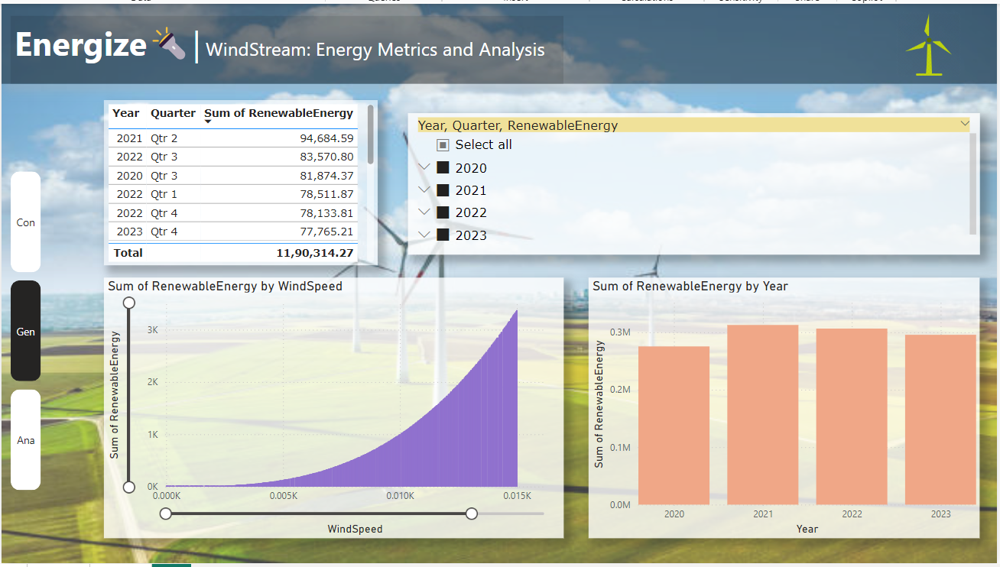 Energize
WindStream: Energy Metrics and Analysis
Year Quarter Sum of RenewableEnergy
2021 Qtr 2 94,684.59
2022 Qtr 3 83,570.80
2020 Qtr 3 81,874.37
2022 Qtr 1 78,511.87
2022 Qtr 4 78,133.81
2023 Qtr 4 77,765.21
Total 11,90,314.27
Year, Quarter, RenewableEnergy
Select all
2020
2021
2022
2023
Con
Gen
Ana
Sum of RenewableEnergy by WindSpeed
Sum of RenewableEnergy
3K
2K
1K
0K
0.000K 0.005K 0.010K 0.015K
WindSpeed
Sum of RenewableEnergy by Year
Sum of RenewableEnergy
0.3M
0.2M
0.1M
0.0M
2020 2021 2022 2023
Year